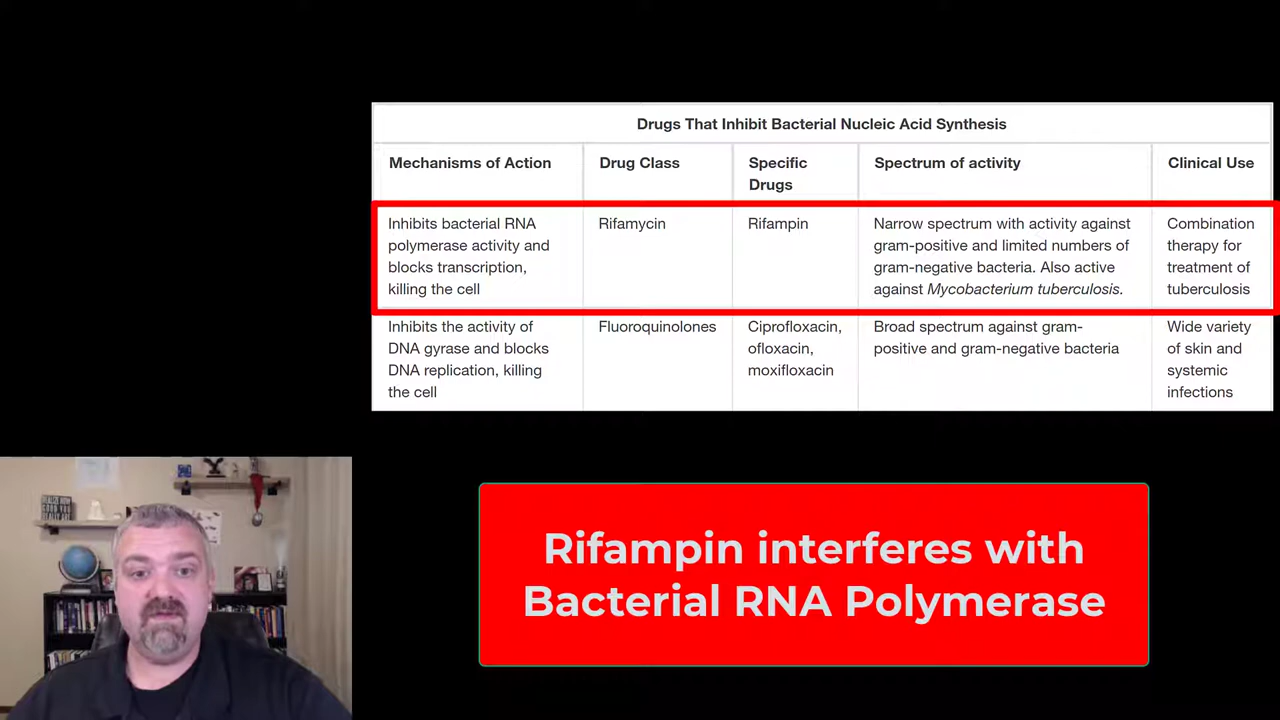 Drugs That Inhibit Bacterial Nucleic Acid Synthesis
Mechanisms of Action
Drug Class
Specific
Drugs
Spectrum of activity
Clinical Use
Inhibits bacterial RNA
polymerase activity and
blocks transcription,
killing the cell
Rifamycin
Rifampin
Narrow spectrum with activity against
gram-positive and limited numbers of
gram-negative bacteria. Also active
against Mycobacterium tuberculosis.
Combination
therapy for
treatment of
tuberculosis
Inhibits the activity of
DNA gyrase and blocks
DNA replication, killing
the cell
Fluoroquinolones
Ciprofloxacin,
ofloxacin,
moxifloxacin
Broad spectrum against gram-
positive and gram-negative bacteria
Wide variety
of skin and
systemic
infections
Rifampin interferes with
Bacterial RNA Polymerase